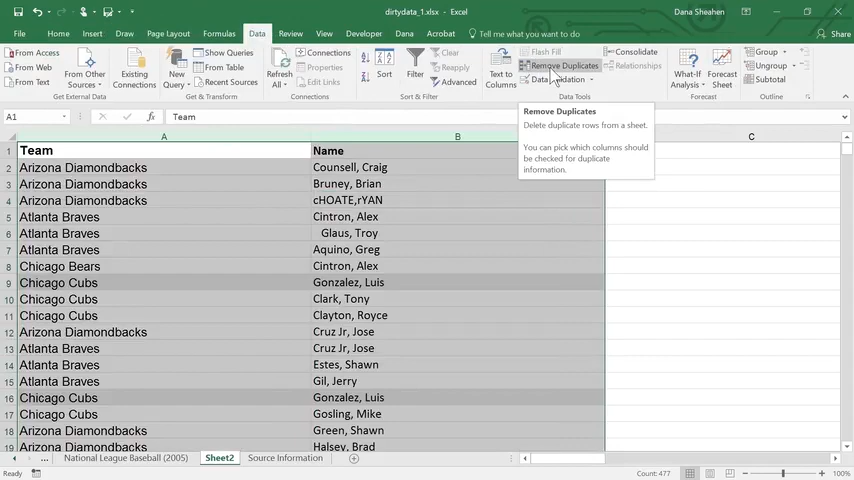 dirtydata_1.xlsx - Excel
Dana Sheahen
File Home Insert Draw Page Layout Formulas Data Review View Developer Dana Acrobat Tell me what you want to do... Share
From Access
From Web
From Text
From Other Sources
Existing Connections
Get External Data
New Query
Show Queries
From Table
Recent Sources
Get & Transform
Refresh All
Connections
Properties
Edit Links
Connections
Sort
Filter
Clear
Reapply
Advanced
Sort & Filter
Text to Columns
Flash Fill
Remove Duplicates
Data Validation
Consolidate
Relationships
Data Tools
What-If Analysis
Forecast Sheet
Forecast
Group
Ungroup
Subtotal
Outline
A1 fx Team
Remove Duplicates
Delete duplicate rows from a sheet.
You can pick which columns should
be checked for duplicate
information.
A B C
1 Team Name
2 Arizona Diamondbacks Counsell, Craig
3 Arizona Diamondbacks Bruney, Brian
4 Arizona Diamondbacks cHOATE,rYAN
5 Atlanta Braves Cintron, Alex
6 Atlanta Braves Glaus, Troy
7 Atlanta Braves Aquino, Greg
8 Chicago Bears Cintron, Alex
9 Chicago Cubs Gonzalez, Luis
10 Chicago Cubs Clark, Tony
11 Chicago Cubs Clayton, Royce
12 Arizona Diamondbacks Cruz Jr, Jose
13 Atlanta Braves Cruz Jr, Jose
14 Atlanta Braves Estes, Shawn
15 Atlanta Braves Gil, Jerry
16 Chicago Cubs Gonzalez, Luis
17 Chicago Cubs Gosling, Mike
18 Arizona Diamondbacks Green, Shawn
19 Arizona Diamondbacks Halsey, Brad
... National League Baseball (2005) Sheet2 Source Information
Ready Count: 477 100%